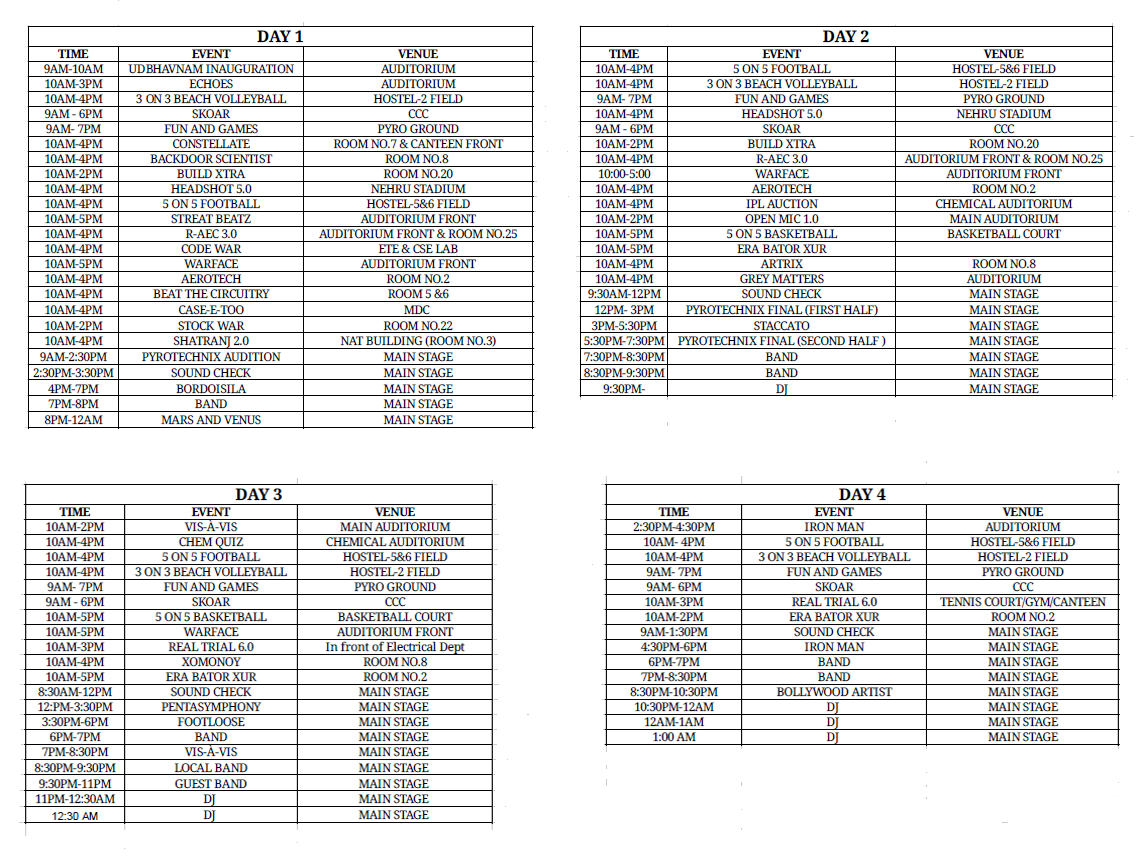 DAY 1
TIME EVENT VENUE
9AM-10AM UDBHAVNAM INAUGURATION AUDITORIUM
10AM-3PM ECHOES AUDITORIUM
10AM-4PM 3 ON 3 BEACH VOLLEYBALL HOSTEL-2 FIELD
9AM - 6PM SKOAR CCC
9AM- 7PM FUN AND GAMES PYRO GROUND
10AM-4PM CONSTELLATE ROOM NO.7 & CANTEEN FRONT
10AM-4PM BACKDOOR SCIENTIST ROOM NO.8
10AM-2PM BUILD XTRA ROOM NO.20
10AM-4PM HEADSHOT 5.0 NEHRU STADIUM
10AM-4PM 5 ON 5 FOOTBALL HOSTEL-5&6 FIELD
10AM-5PM STREAT BEATZ AUDITORIUM FRONT
10AM-4PM R-AEC 3.0 AUDITORIUM FRONT & ROOM NO.25
10AM-4PM CODE WAR ETE & CSE LAB
10AM-5PM WARFACE AUDITORIUM FRONT
10AM-4PM AEROTECH ROOM NO.2
10AM-4PM BEAT THE CIRCUITRY ROOM 5 &6
10AM-4PM CASE-E-TOO MDC
10AM-2PM STOCK WAR ROOM NO.22
10AM-4PM SHATRANJ 2.0 NAT BUILDING (ROOM NO.3)
9AM-2:30PM PYROTECHNIX AUDITION MAIN STAGE
2:30PM-3:30PM SOUND CHECK MAIN STAGE
4PM-7PM BORDOISILA MAIN STAGE
7PM-8PM BAND MAIN STAGE
8PM-12AM MARS AND VENUS MAIN STAGE
DAY 2
TIME EVENT VENUE
10AM-4PM 5 ON 5 FOOTBALL HOSTEL-5&6 FIELD
10AM-4PM 3 ON 3 BEACH VOLLEYBALL HOSTEL-2 FIELD
9AM- 7PM FUN AND GAMES PYRO GROUND
10AM-4PM HEADSHOT 5.0 NEHRU STADIUM
9AM - 6PM SKOAR CCC
10AM-2PM BUILD XTRA ROOM NO.20
10AM-4PM R-AEC 3.0 AUDITORIUM FRONT & ROOM NO.25
10:00-5:00 WARFACE AUDITORIUM FRONT
10AM-4PM AEROTECH ROOM NO.2
10AM-4PM IPL AUCTION CHEMICAL AUDITORIUM
10AM-2PM OPEN MIC 1.0 MAIN AUDITORIUM
10AM-5PM 5 ON 5 BASKETBALL BASKETBALL COURT
10AM-5PM ERA BATOR XUR
10AM-4PM ARTRIX ROOM NO.8
10AM-4PM GREY MATTERS AUDITORIUM
9:30AM-12PM SOUND CHECK MAIN STAGE
12PM- 3PM PYROTECHNIX FINAL (FIRST HALF) MAIN STAGE
3PM-5:30PM STACCATO MAIN STAGE
5:30PM-7:30PM PYROTECHNIX FINAL (SECOND HALF ) MAIN STAGE
7:30PM-8:30PM BAND MAIN STAGE
8:30PM-9:30PM BAND MAIN STAGE
9:30PM- DJ MAIN STAGE
DAY 3
TIME EVENT VENUE
10AM-2PM VIS-À-VIS MAIN AUDITORIUM
10AM-4PM CHEM QUIZ CHEMICAL AUDITORIUM
10AM-4PM 5 ON 5 FOOTBALL HOSTEL-5&6 FIELD
10AM-4PM 3 ON 3 BEACH VOLLEYBALL HOSTEL-2 FIELD
9AM- 7PM FUN AND GAMES PYRO GROUND
9AM - 6PM SKOAR CCC
10AM-5PM 5 ON 5 BASKETBALL BASKETBALL COURT
10AM-5PM WARFACE AUDITORIUM FRONT
10AM-3PM REAL TRIAL 6.0 In front of Electrical Dept
10AM-4PM XOMONOY ROOM NO.8
10AM-5PM ERA BATOR XUR ROOM NO.2
8:30AM-12PM SOUND CHECK MAIN STAGE
12:PM-3:30PM PENTASYMPHONY MAIN STAGE
3:30PM-6PM FOOTLOOSE MAIN STAGE
6PM-7PM BAND MAIN STAGE
7PM-8:30PM VIS-À-VIS MAIN STAGE
8:30PM-9:30PM LOCAL BAND MAIN STAGE
9:30PM-11PM GUEST BAND MAIN STAGE
11PM-12:30AM DJ MAIN STAGE
12:30 AM DJ MAIN STAGE
DAY 4
TIME EVENT VENUE
2:30PM-4:30PM IRON MAN AUDITORIUM
10AM- 4PM 5 ON 5 FOOTBALL HOSTEL-5&6 FIELD
10AM-4PM 3 ON 3 BEACH VOLLEYBALL HOSTEL-2 FIELD
9AM- 7PM FUN AND GAMES PYRO GROUND
9AM- 6PM SKOAR CCC
10AM-3PM REAL TRIAL 6.0 TENNIS COURT/GYM/CANTEEN
10AM-2PM ERA BATOR XUR ROOM NO.2
9AM-1:30PM SOUND CHECK MAIN STAGE
4:30PM-6PM IRON MAN MAIN STAGE
6PM-7PM BAND MAIN STAGE
7PM-8:30PM BAND MAIN STAGE
8:30PM-10:30PM BOLLYWOOD ARTIST MAIN STAGE
10:30PM-12AM DJ MAIN STAGE
12AM-1AM DJ MAIN STAGE
1:00 AM DJ MAIN STAGE